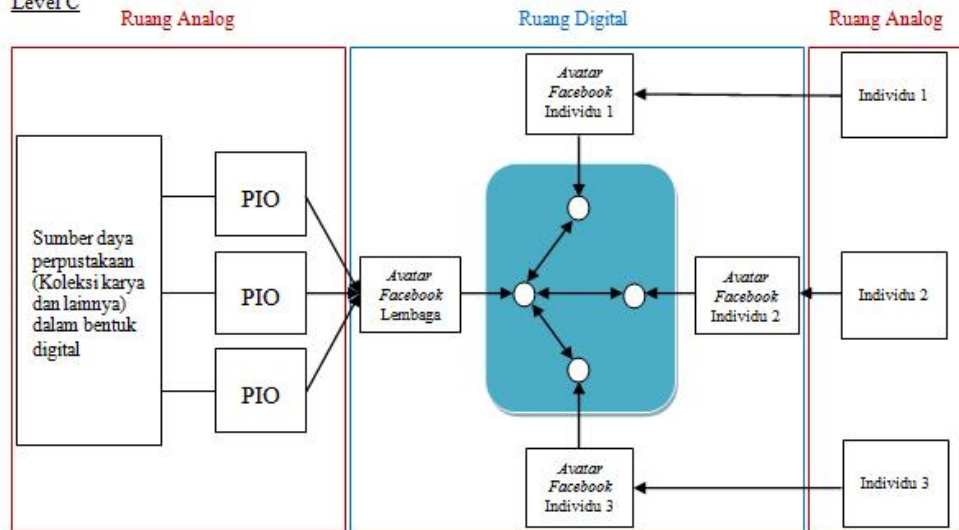 Level C
Ruang Analog
Ruang Digital
Ruang Analog
Sumber daya
perpustakaan
(Koleksi karya
dan lainnya)
dalam bentuk
digital
PIO
PIO
PIO
Avatar
Facebook
Lembaga
Avatar
Facebook
Individu 1
Avatar
Facebook
Individu 2
Avatar
Facebook
Individu 3
Individu 1
Individu 2
Individu 3